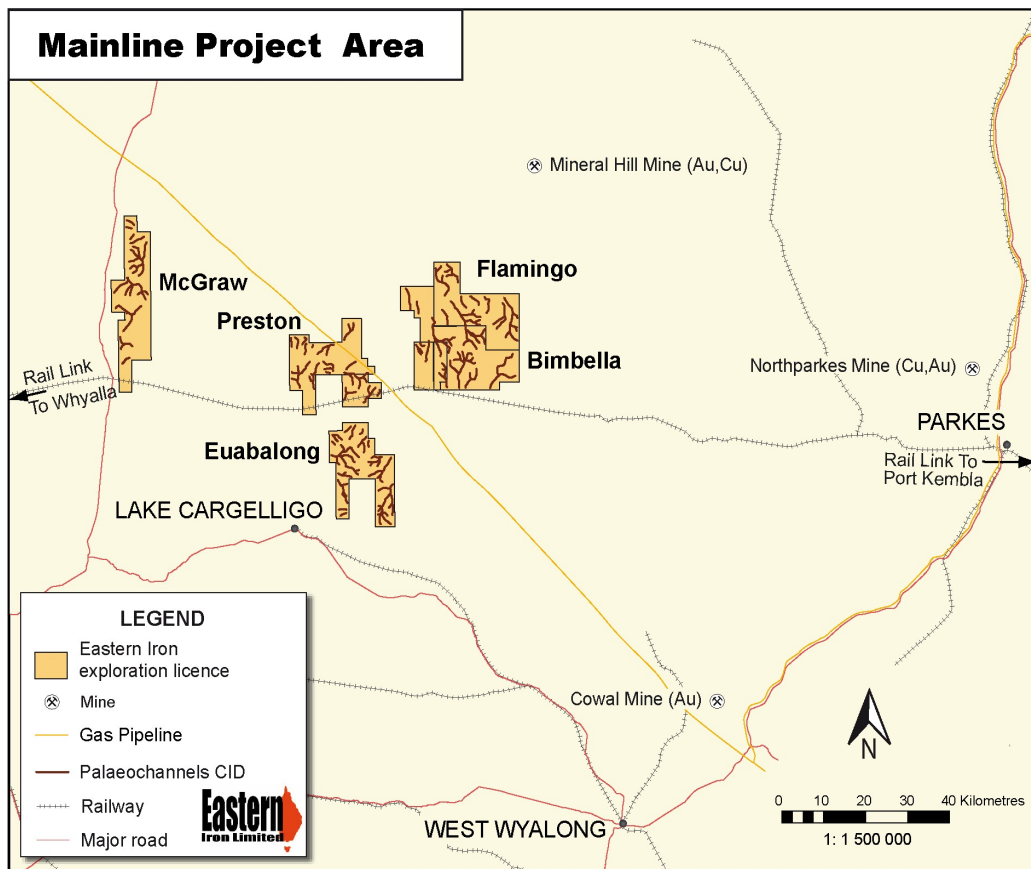 Mainline Project Area
Mineral Hill Mine (Au,Cu)
Flamingo
McGraw
Preston
Bimbella
Northparkes Mine (Cu,Au)
Rail Link
To Whyalla
PARKES
Euabalong
Rail Link To
Port Kembla
LAKE CARGELLIGO
LEGEND
Eastern Iron
exploration licence
Mine
Gas Pipeline
Palaeochannels CID
Railway
Major road
Eastern
Iron Limited
Cowal Mine (Au)
N
WEST WYALONG
0 10 20 30 40 Kilometres
1: 1 500 000